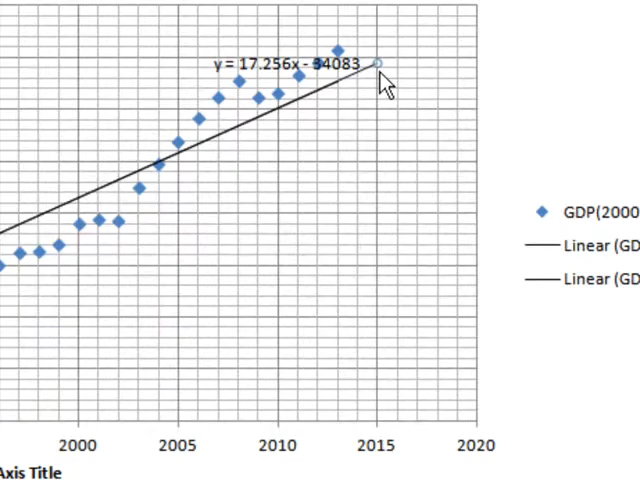 y = 17.256x - 34083
GDP(2000
Linear (GD
Linear (GD
2000 2005 2010 2015 2020
Axis Title